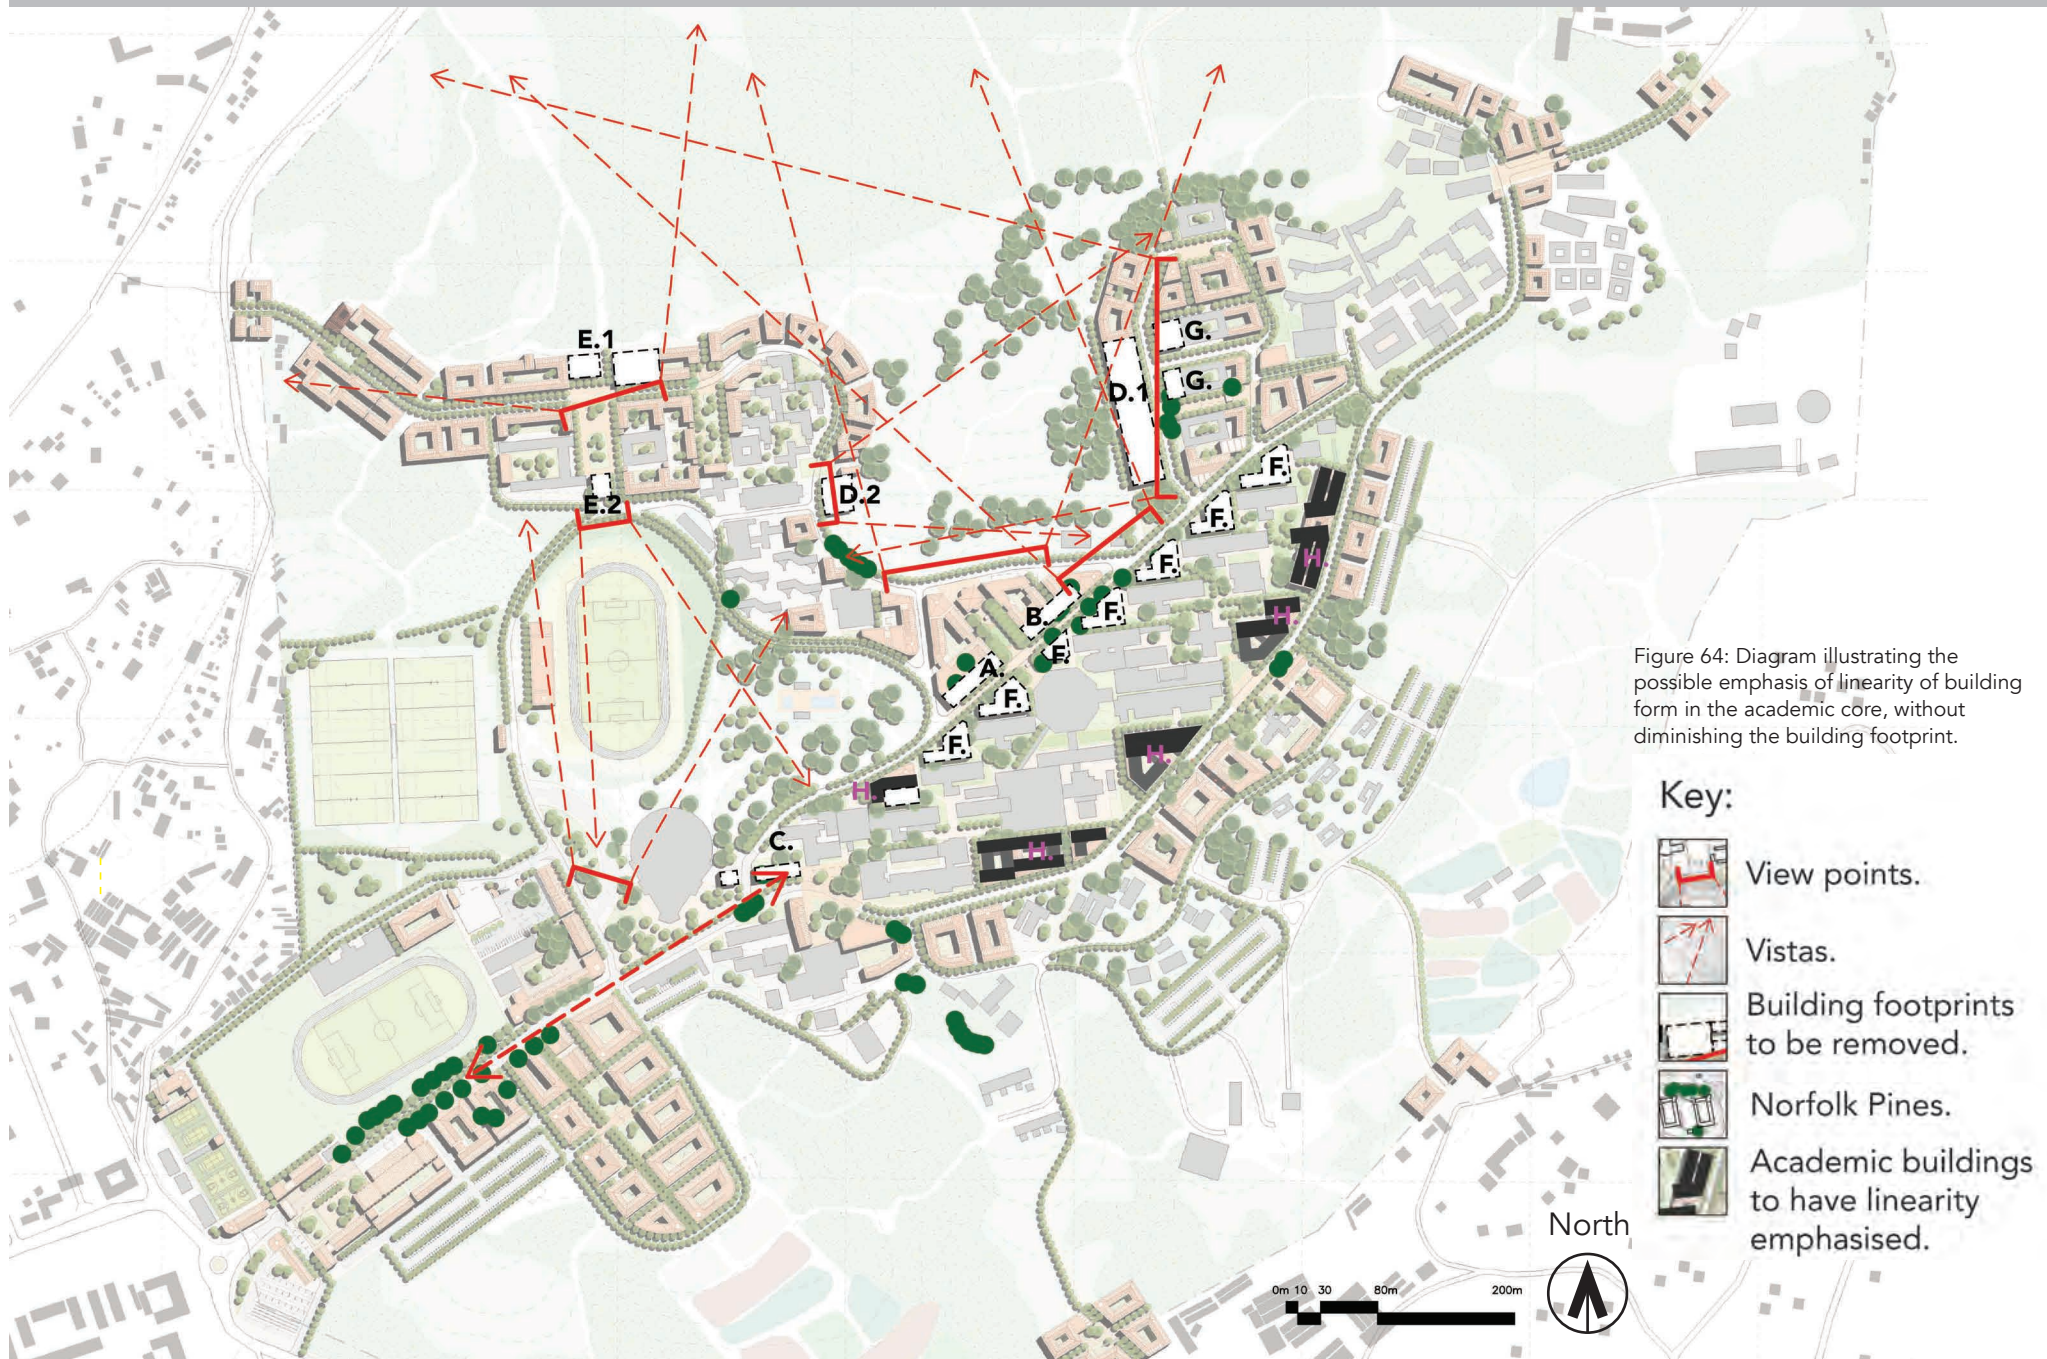 E.1
G.
G.
D.1
F.
D.2
E.2
F.
F.
H.
F.
B.
H.
F.
A.
F.
F.
H.
H.
C.
H.
Figure 64: Diagram illustrating the
possible emphasis of linearity of building
form in the academic core, without
diminishing the building footprint.
Key:
View points.
Vistas.
Building footprints
to be removed.
Norfolk Pines.
Academic buildings
to have linearity
emphasised.
North
0m 10 30 80m 200m